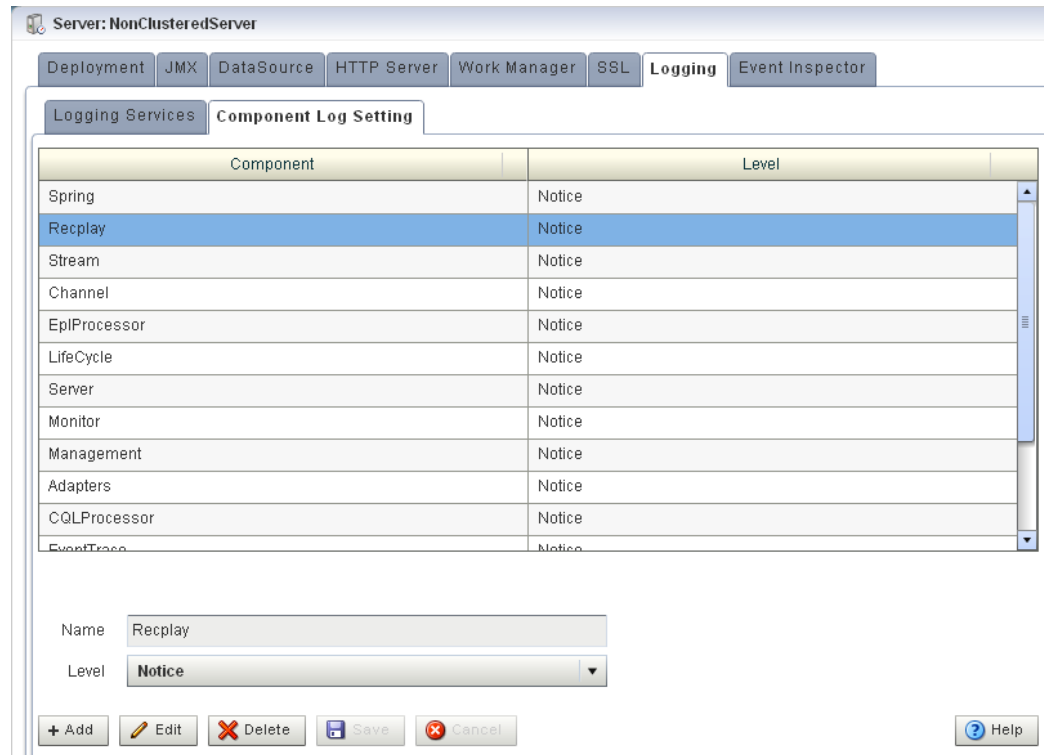 Server: NonClusteredServer
Deployment JMX DataSource HTTP Server Work Manager SSL Logging Event Inspector
Logging Services Component Log Setting
Component Level
Spring Notice
Recplay Notice
Stream Notice
Channel Notice
EplProcessor Notice
LifeCycle Notice
Server Notice
Monitor Notice
Management Notice
Adapters Notice
CQLProcessor Notice
EventTrace Notice
Name Recplay
Level Notice
+ Add Edit Delete Save Cancel Help